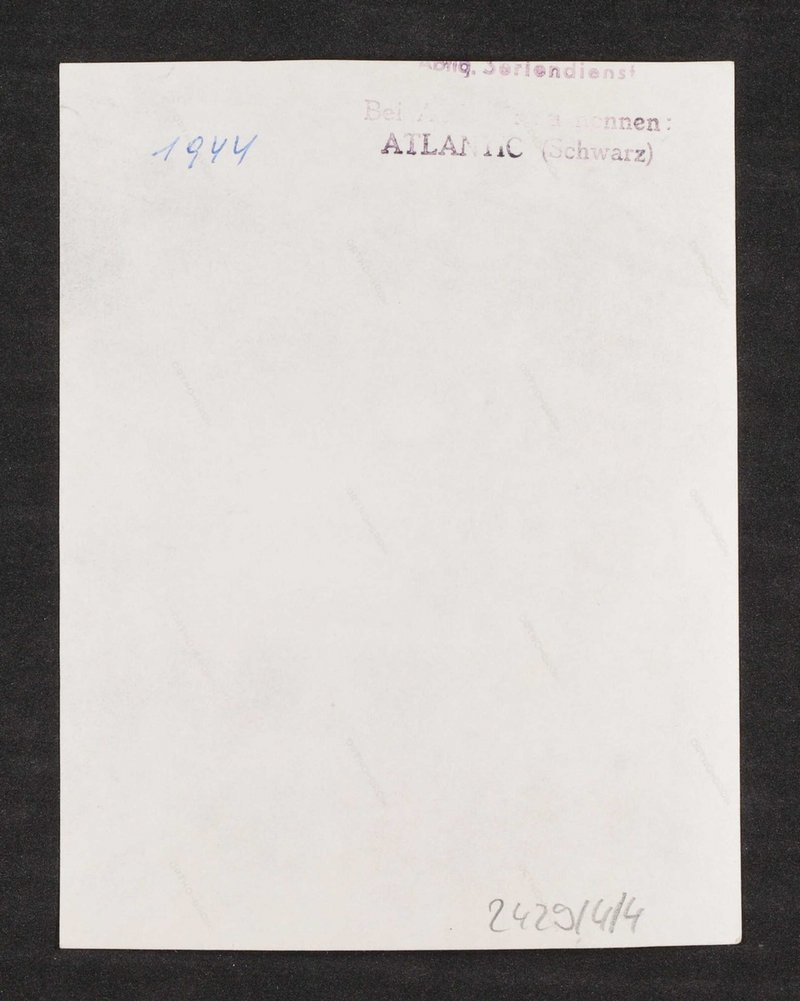 Abtlg. Seriendienst
Bei nennen:
1944
ATLANTIC (Schwarz)
2429/4/4